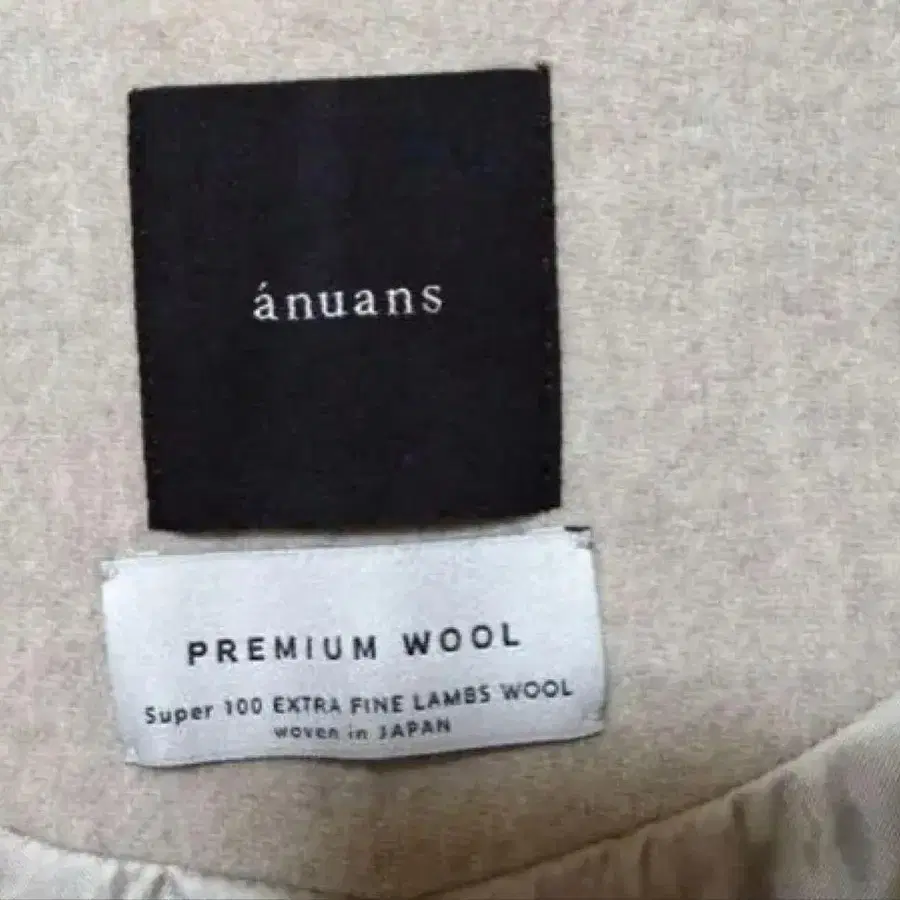 ánuans
PREMIUM WOOL
Super 100 EXTRA FINE LAMBS WOOL
woven in JAPAN